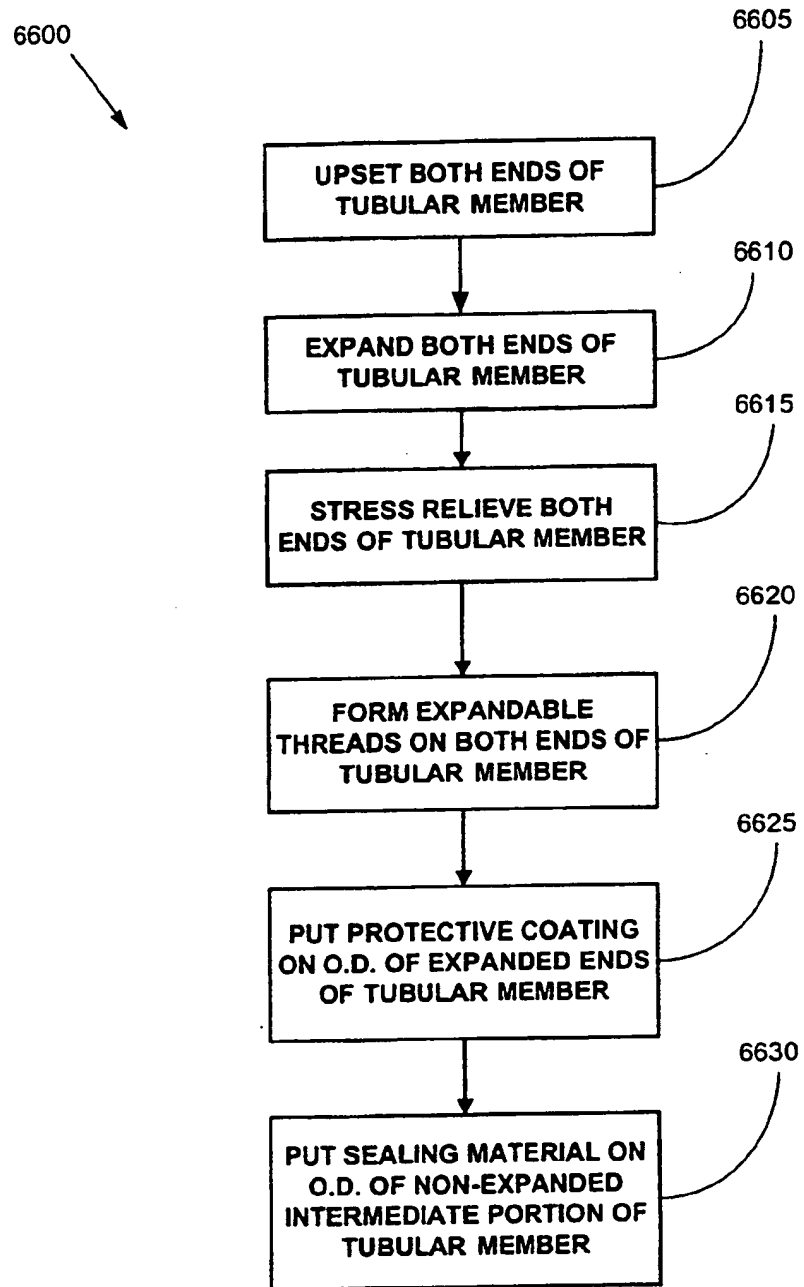 6600
6605
UPSET BOTH ENDS OF
TUBULAR MEMBER
6610
EXPAND BOTH ENDS OF
TUBULAR MEMBER
6615
STRESS RELIEVE BOTH
ENDS OF TUBULAR MEMBER
6620
FORM EXPANDABLE
THREADS ON BOTH ENDS OF
TUBULAR MEMBER
6625
PUT PROTECTIVE COATING
ON O.D. OF EXPANDED ENDS
OF TUBULAR MEMBER
6630
PUT SEALING MATERIAL ON
O.D. OF NON-EXPANDED
INTERMEDIATE PORTION OF
TUBULAR MEMBER